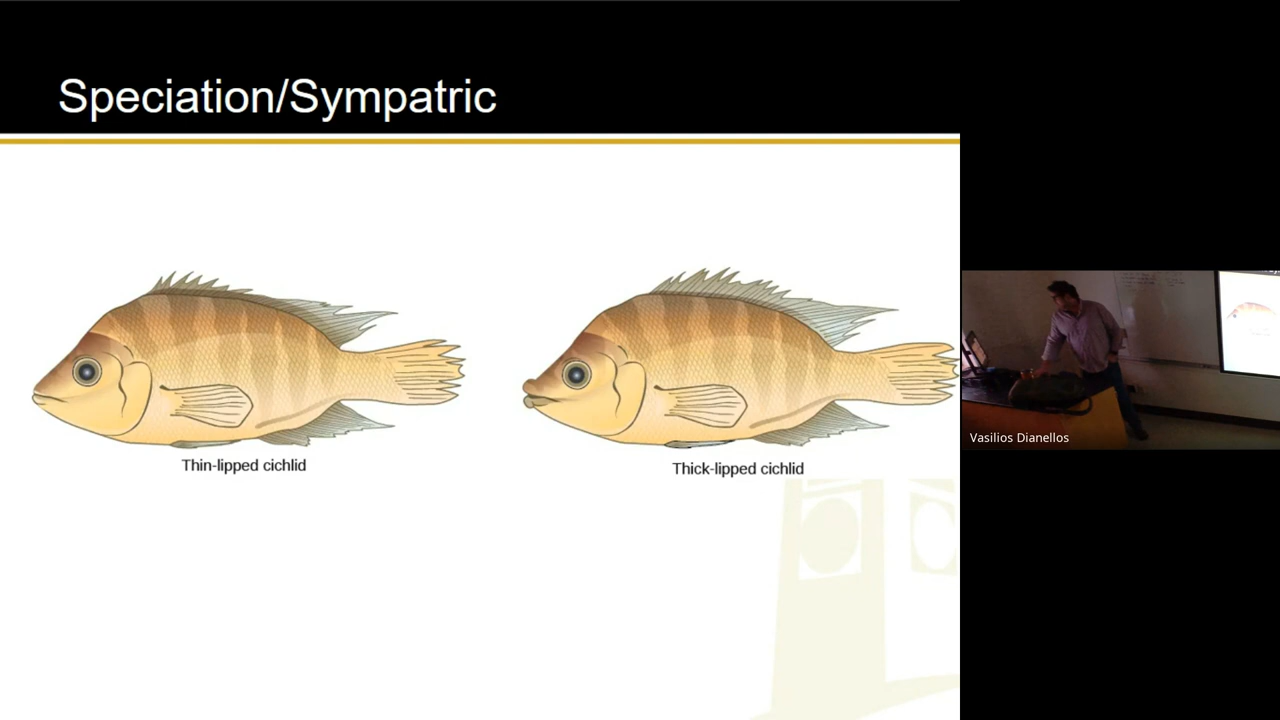 Speciation/Sympatric
Thin-lipped cichlid
Thick-lipped cichlid
Vasilios Dianellos